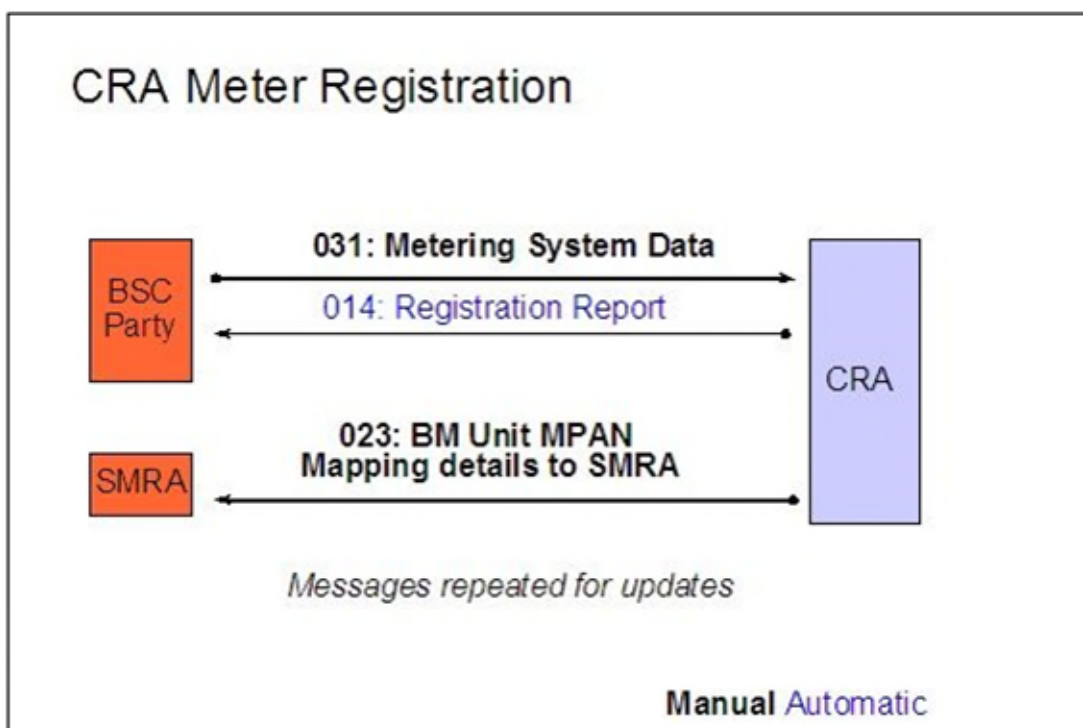 CRA Meter Registration
031: Metering System Data
BSC
Party
014: Registration Report
CRA
023: BM Unit MPAN
Mapping details to SMRA
SMRA
Messages repeated for updates
Manual Automatic